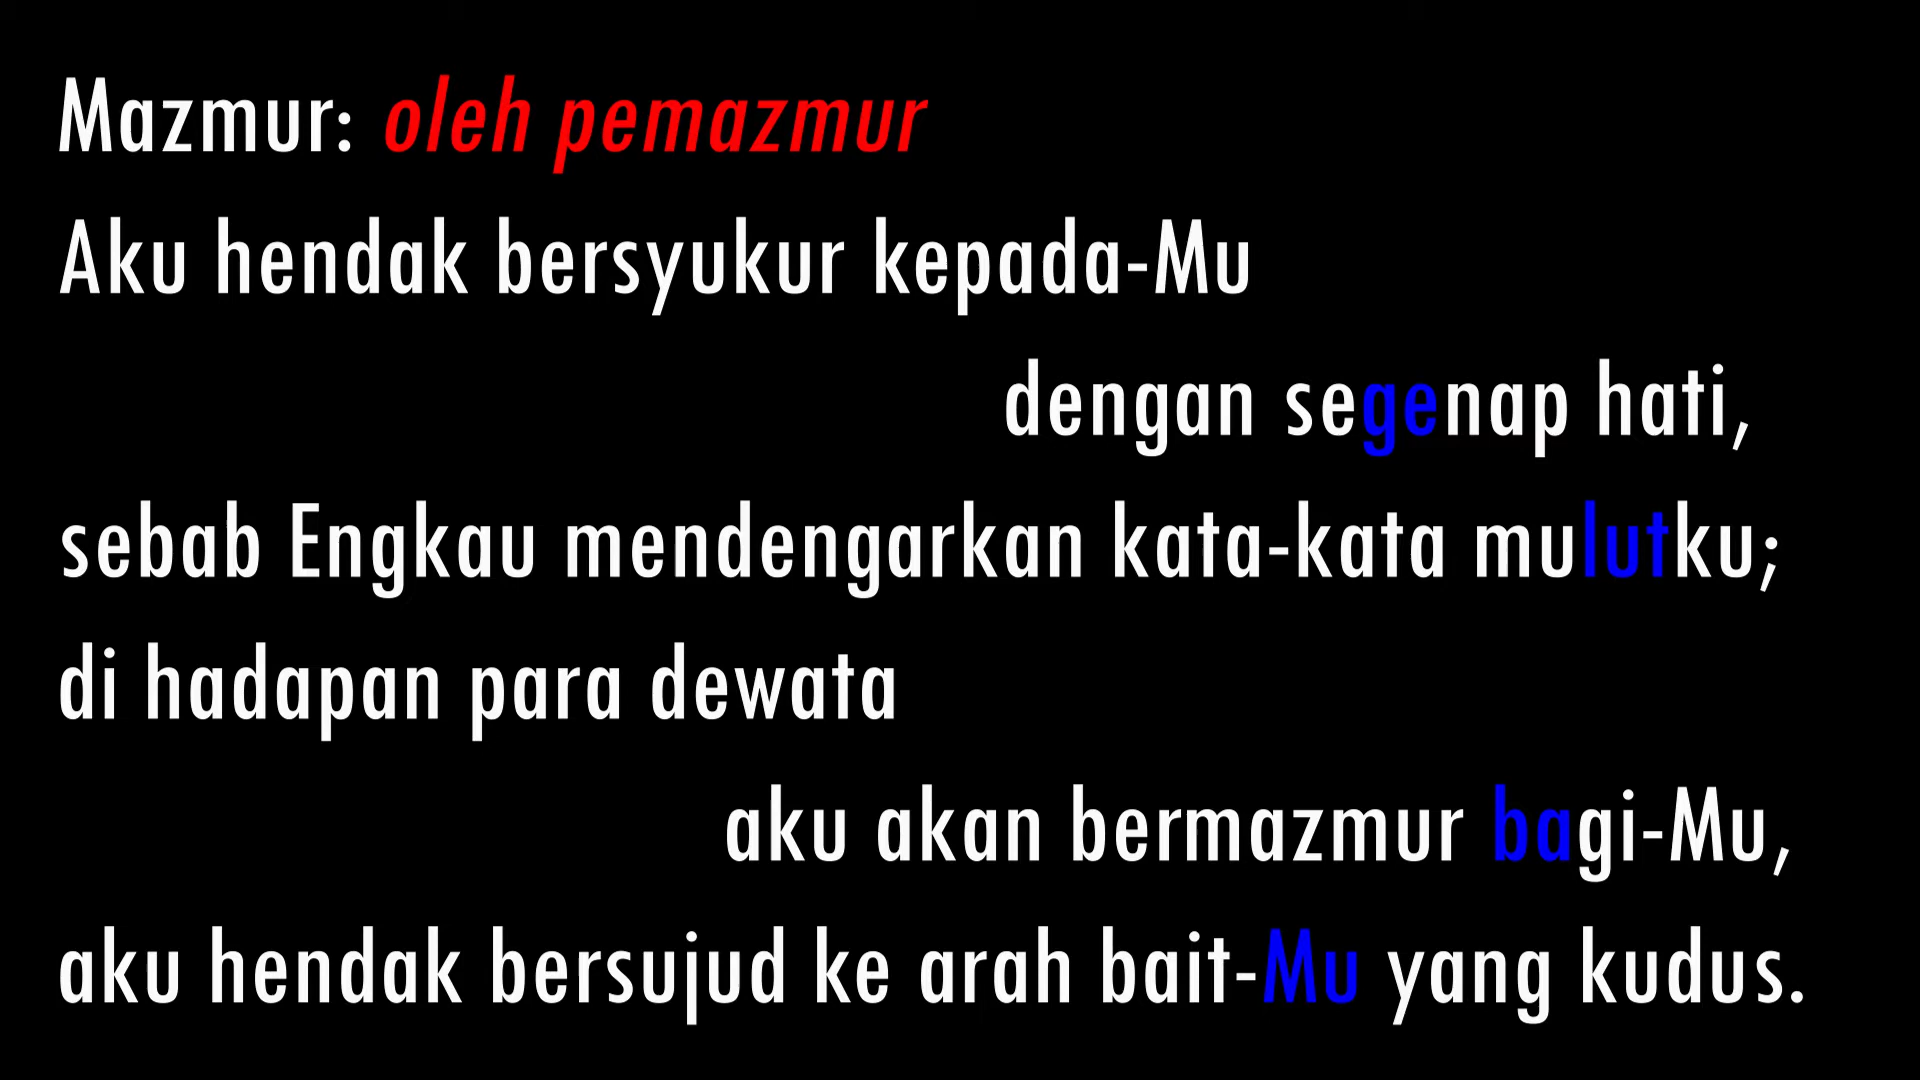 Mazmur: oleh pemazmur
Aku hendak bersyukur kepada-Mu
dengan segenap hati,
sebab Engkau mendengarkan kata-kata mulutku;
di hadapan para dewata
aku akan bermazmur bagi-Mu,
aku hendak bersujud ke arah bait-Mu yang kudus.